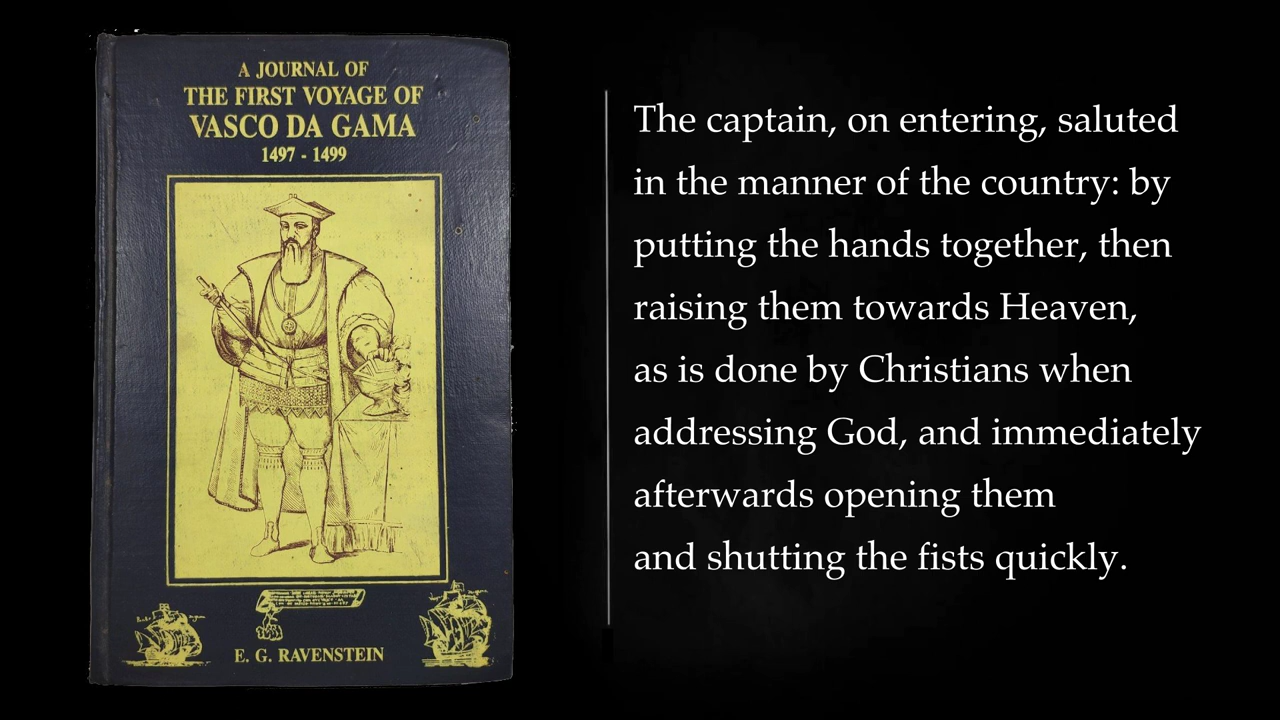 A JOURNAL OF
THE FIRST VOYAGE OF
VASCO DA GAMA
1497 - 1499
E. G. RAVENSTEIN
The captain, on entering, saluted
in the manner of the country: by
putting the hands together, then
raising them towards Heaven,
as is done by Christians when
addressing God, and immediately
afterwards opening them
and shutting the fists quickly.